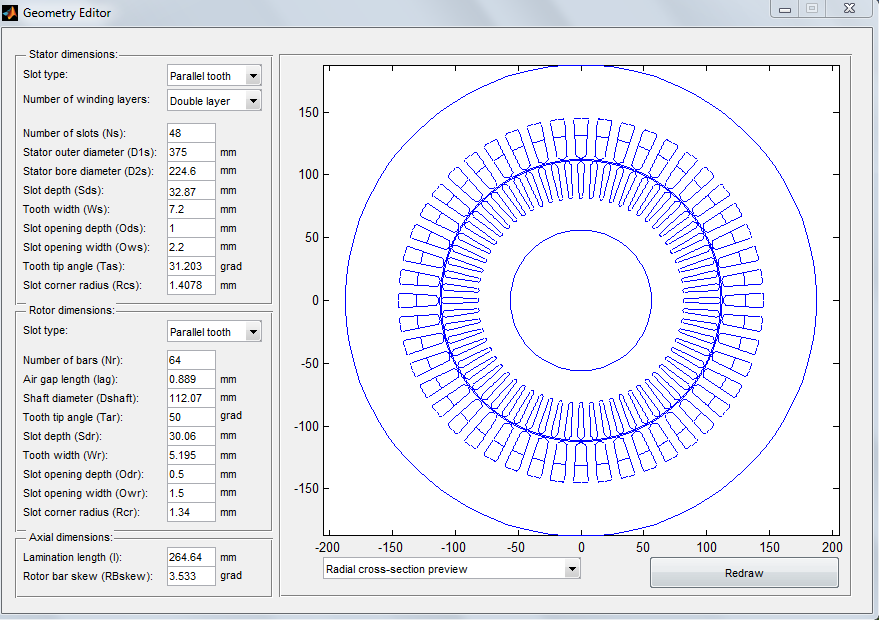 Geometry Editor
Stator dimensions:
Slot type: Parallel tooth
Number of winding layers: Double layer
Number of slots (Ns): 48
Stator outer diameter (D1s): 375 mm
Stator bore diameter (D2s): 224.6 mm
Slot depth (Sds): 32.87 mm
Tooth width (Ws): 7.2 mm
Slot opening depth (Ods): 1 mm
Slot opening width (Ows): 2.2 mm
Tooth tip angle (Tas): 31.203 grad
Slot corner radius (Rcs): 1.4078 mm
Rotor dimensions:
Slot type: Parallel tooth
Number of bars (Nr): 64
Air gap length (lag): 0.889 mm
Shaft diameter (Dshaft): 112.07 mm
Tooth tip angle (Tar): 50 grad
Slot depth (Sdr): 30.06 mm
Tooth width (Wr): 5.195 mm
Slot opening depth (Odr): 0.5 mm
Slot opening width (Owr): 1.5 mm
Slot corner radius (Rcr): 1.34 mm
Axial dimensions:
Lamination length (l): 264.64 mm
Rotor bar skew (RBskew): 3.533 grad
150
100
50
0
-50
-100
-150
-200 -150 -100 -50 0 50 100 150 200
Radial cross-section preview
Redraw